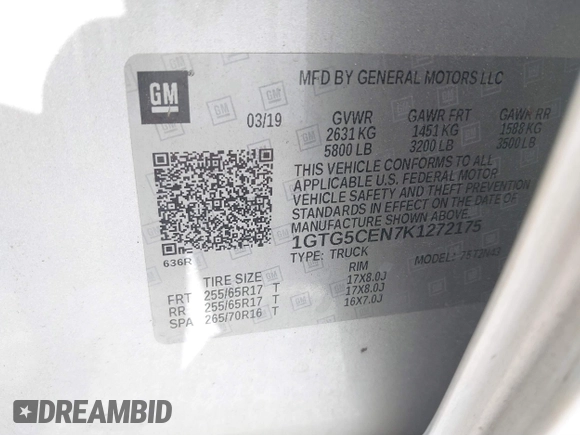 GM
MFD BY GENERAL MOTORS LLC
03/19 GVWR GAWR FRT GAWR RR
2631 KG 1451 KG 1588 KG
5800 LB 3200 LB 3500 LB
THIS VEHICLE CONFORMS TO ALL
APPLICABLE U.S. FEDERAL MOTOR
VEHICLE SAFETY AND THEFT PREVENTION
STANDARDS IN EFFECT ON THE DATE OF
MANUFACTURE SHOWN ABOVE.
1GTG5CEN7K1272175
636R TYPE: TRUCK MODEL: 75T2N43
TIRE SIZE RIM
FRT 255/65R17 T 17X8.0J
RR 255/65R17 T 17X8.0J
SPA 265/70R16 T 16X7.0J
DREAMBID